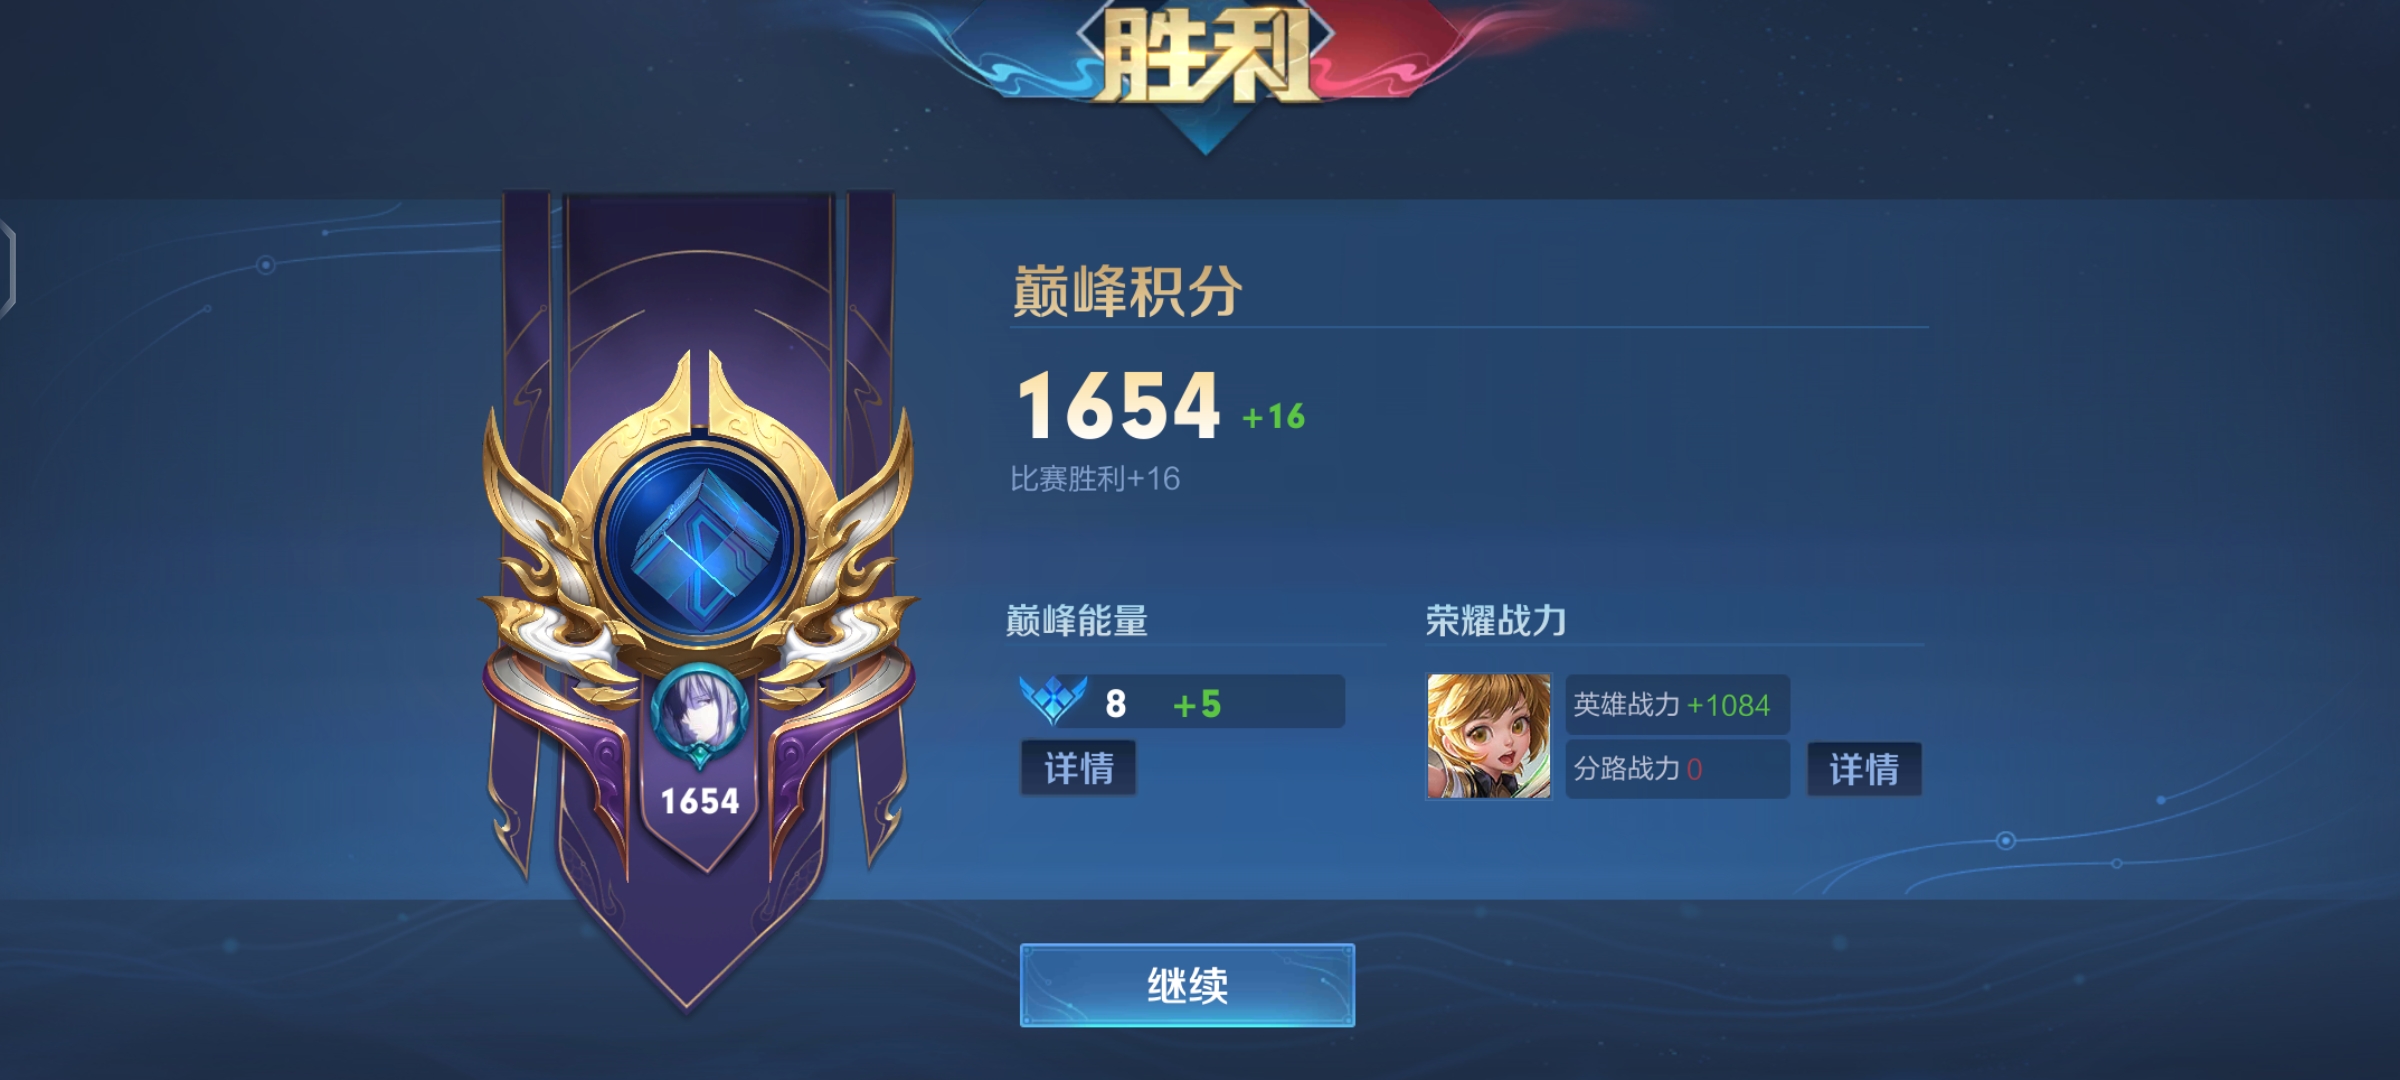 胜利
巅峰积分
1654 +16
比赛胜利+16
巅峰能量
8 +5
详情
荣耀战力
英雄战力 +1084
分路战力 0
详情
1654
继续